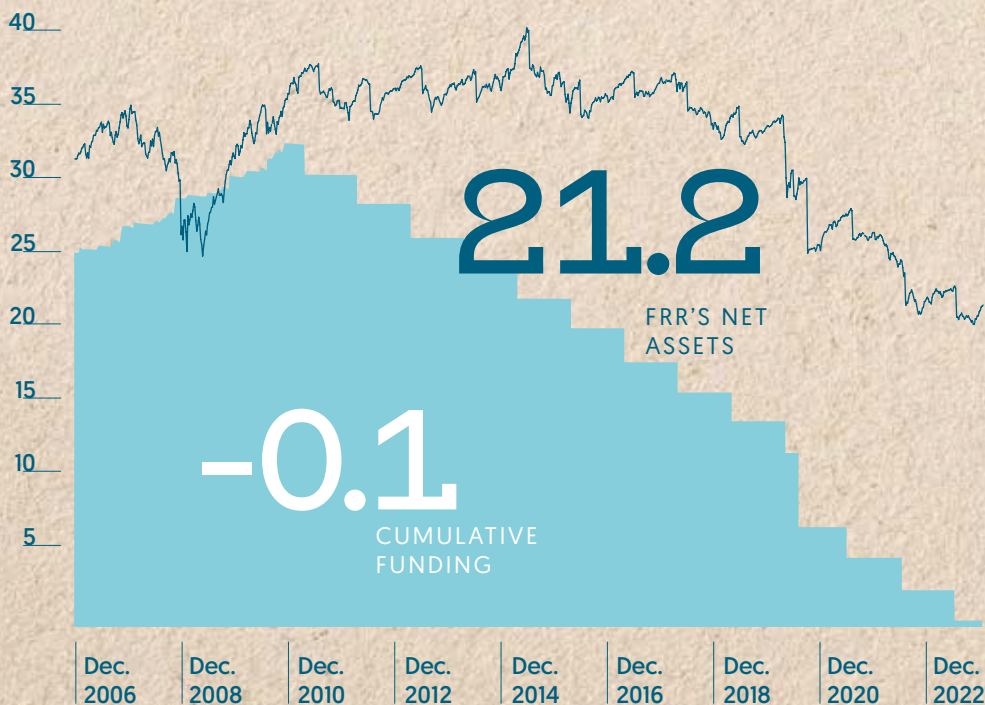 40
35
30
25
20
15
10
5
21.2
FRR'S NET
ASSETS
-0.1
CUMULATIVE
FUNDING
Dec.
2006
Dec.
2008
Dec.
2010
Dec.
2012
Dec.
2014
Dec.
2016
Dec.
2018
Dec.
2020
Dec.
2022